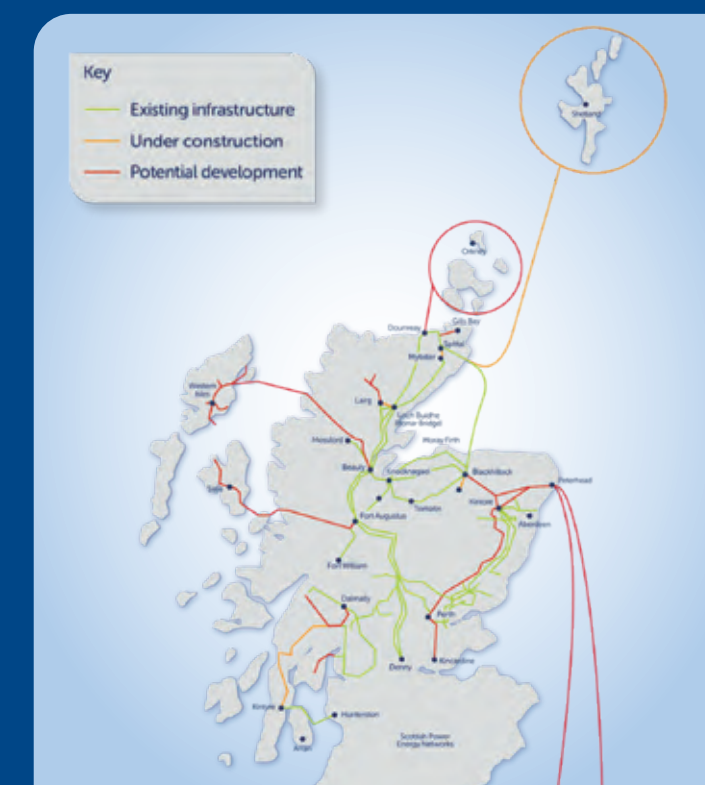 Key
Existing infrastructure
Under construction
Potential development
Shetland
Orkney
Dounreay
Gills Bay
Spittal
Mybster
Western
Isles
Lairg
Loch Buidhe
(Bonar Bridge)
Mossford
Moray Firth
Beauly
Knocknagael
Blackhillock
Peterhead
Skye
Tomatin
Kintore
Fort Augustus
Aberdeen
Fort William
Dalmally
Perth
Denny
Kincardine
Kintyre
Hunterston
Arran
Scottish Power
Energy Networks